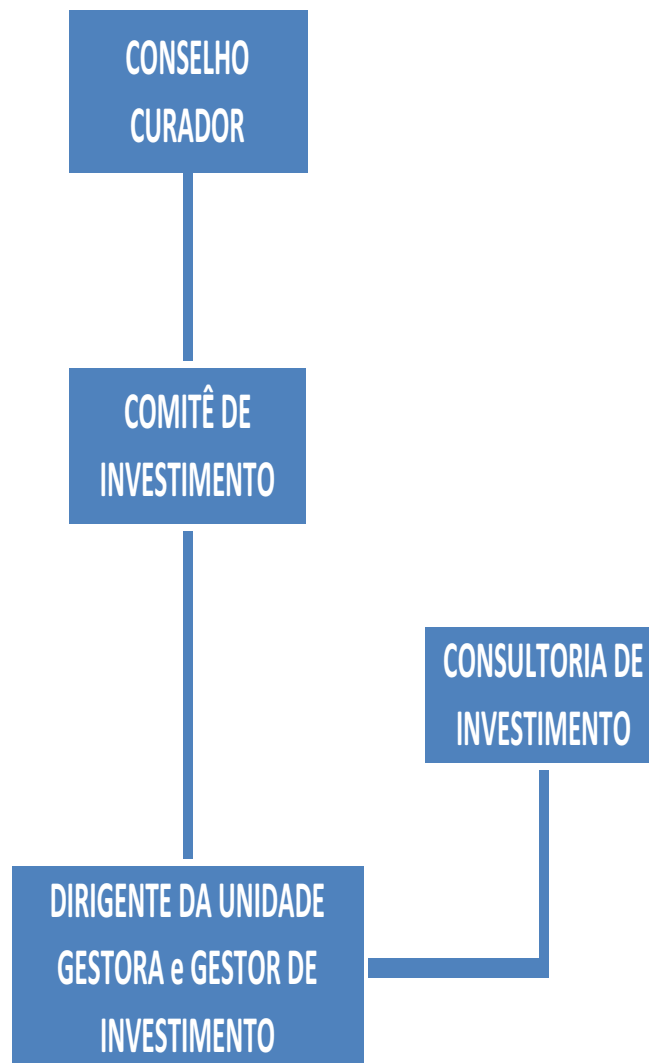 CONSELHO
CURADOR
COMITÊ DE
INVESTIMENTO
CONSULTORIA DE
INVESTIMENTO
DIRIGENTE DA UNIDADE
GESTORA e GESTOR DE
INVESTIMENTO